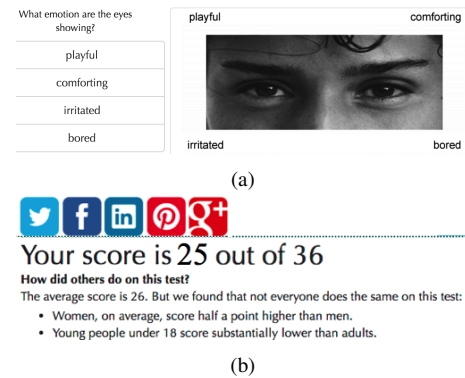 What emotion are the eyes
showing?
playful
comforting
irritated
bored
playful comforting
irritated bored
(a)
f in g+
Your score is 25 out of 36
How did others do on this test?
The average score is 26. But we found that not everyone does the same on this test:
• Women, on average, score half a point higher than men.
• Young people under 18 score substantially lower than adults.
(b)